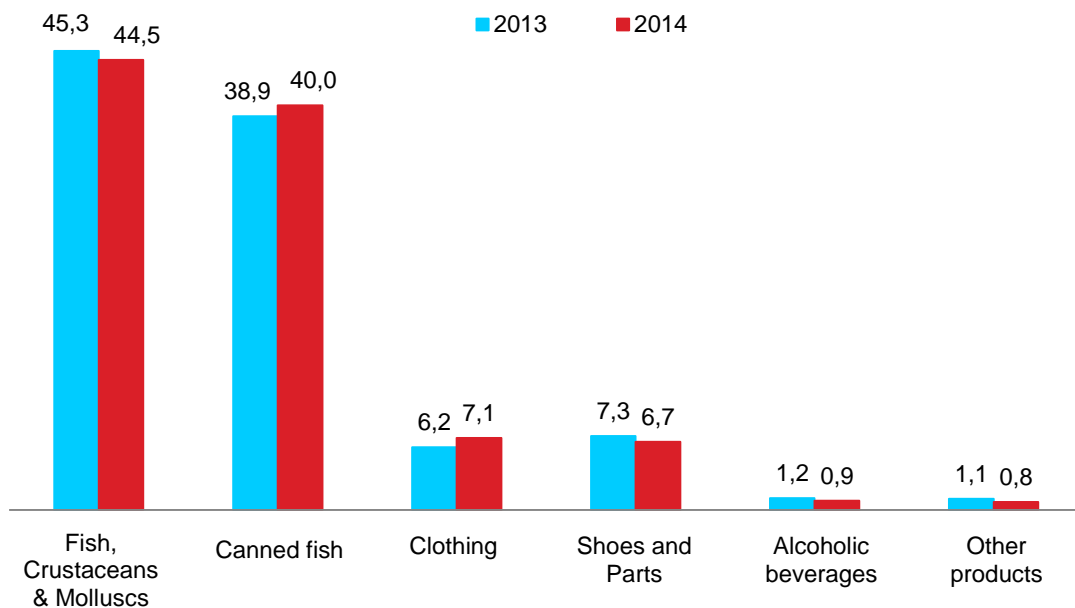 2013 2014
45,3 44,5
38,9 40,0
6,2 7,1
7,3 6,7
1,2 0,9
1,1 0,8
Fish,
Crustaceans
& Molluscs
Canned fish
Clothing
Shoes and
Parts
Alcoholic
beverages
Other
products